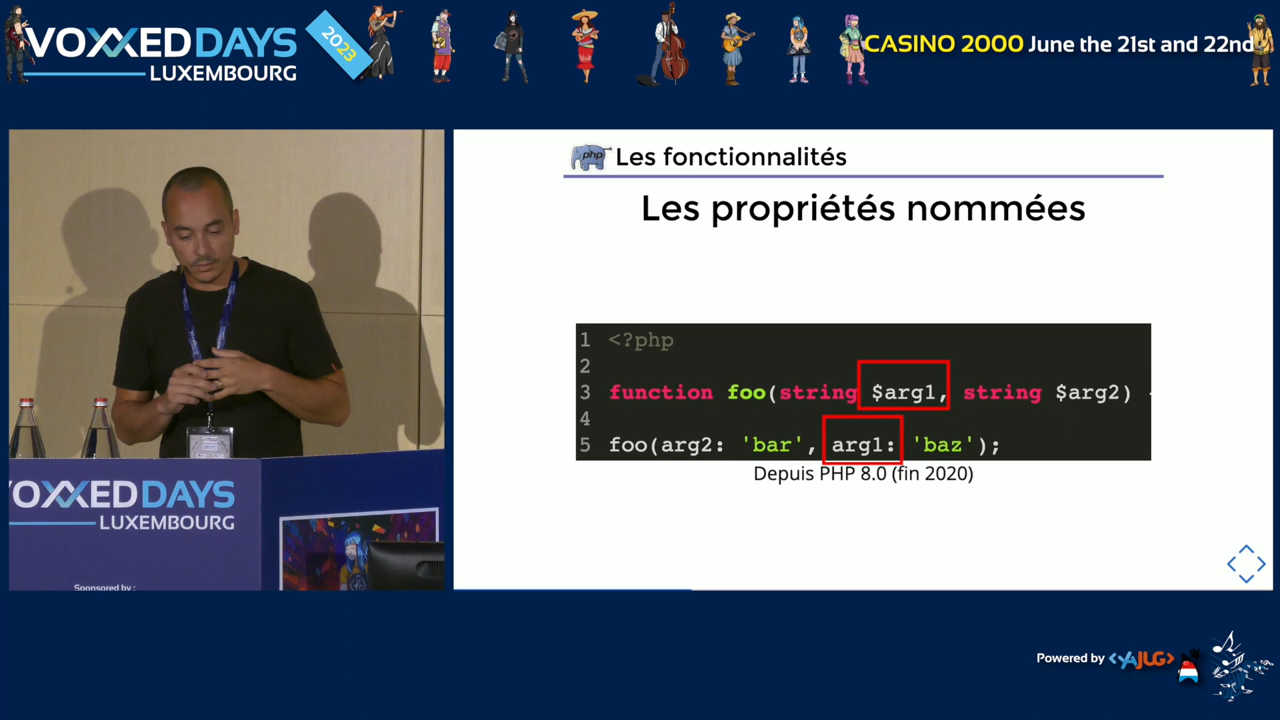 VOXXED DAYS
LUXEMBOURG
2023
CASINO 2000 June the 21st and 22nd
php Les fonctionnalités
Les propriétés nommées
1 <?php
2
3 function foo(string $arg1, string $arg2)
4
5 foo(arg2: 'bar', arg1: 'baz');
Depuis PHP 8.0 (fin 2020)
VOXXED DAYS
LUXEMBOURG
Sponsored by :
Powered by <YAJUG>